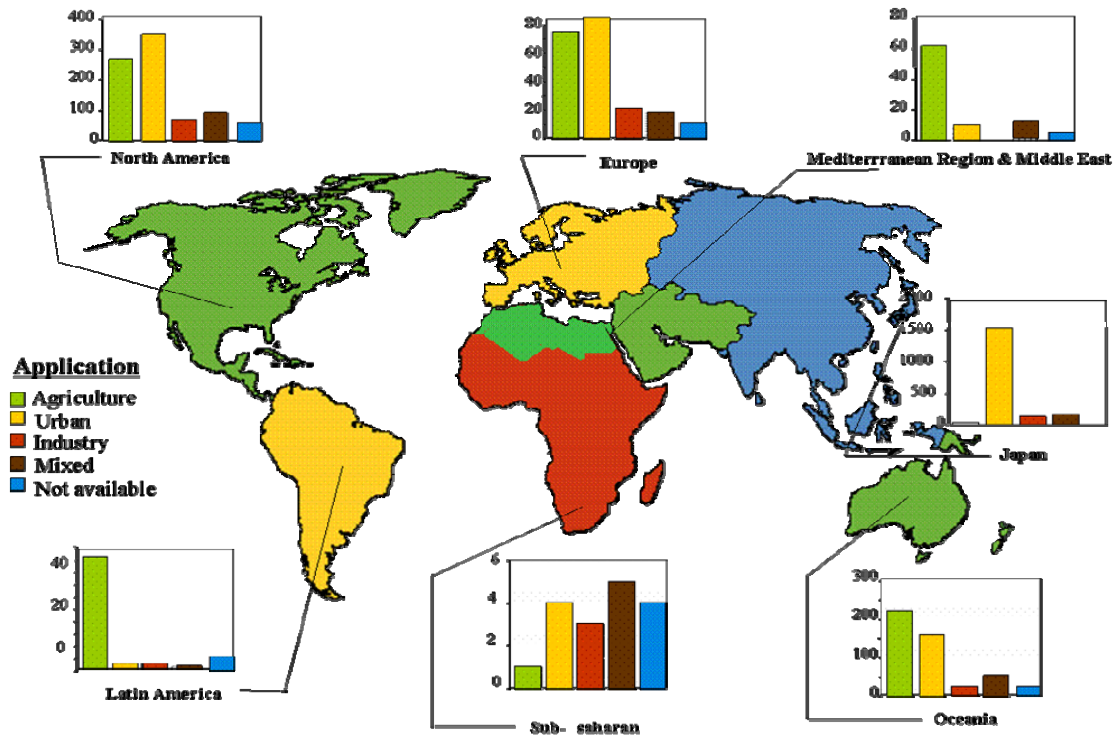 400
300
200
100
0
North America
80
60
40
20
0
Europe
80
60
40
20
0
Mediterrranean Region & Middle East
Application
Agriculture
Urban
Industry
Mixed
Not available
2000
1500
1000
500
0
Japan
40
20
0
Latin America
6
4
2
0
Sub- saharan
300
200
100
0
Oceania